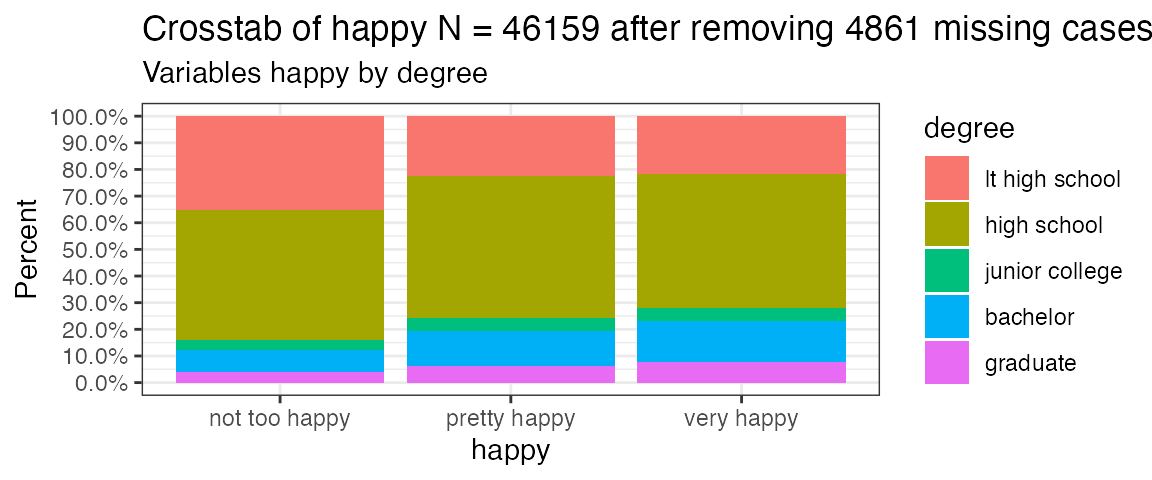 Crosstab of happy N = 46159 after removing 4861 missing cases
Variables happy by degree
Percent
100.0%
90.0%
80.0%
70.0%
60.0%
50.0%
40.0%
30.0%
20.0%
10.0%
0.0%
not too happy
pretty happy
very happy
happy
degree
lt high school
high school
junior college
bachelor
graduate